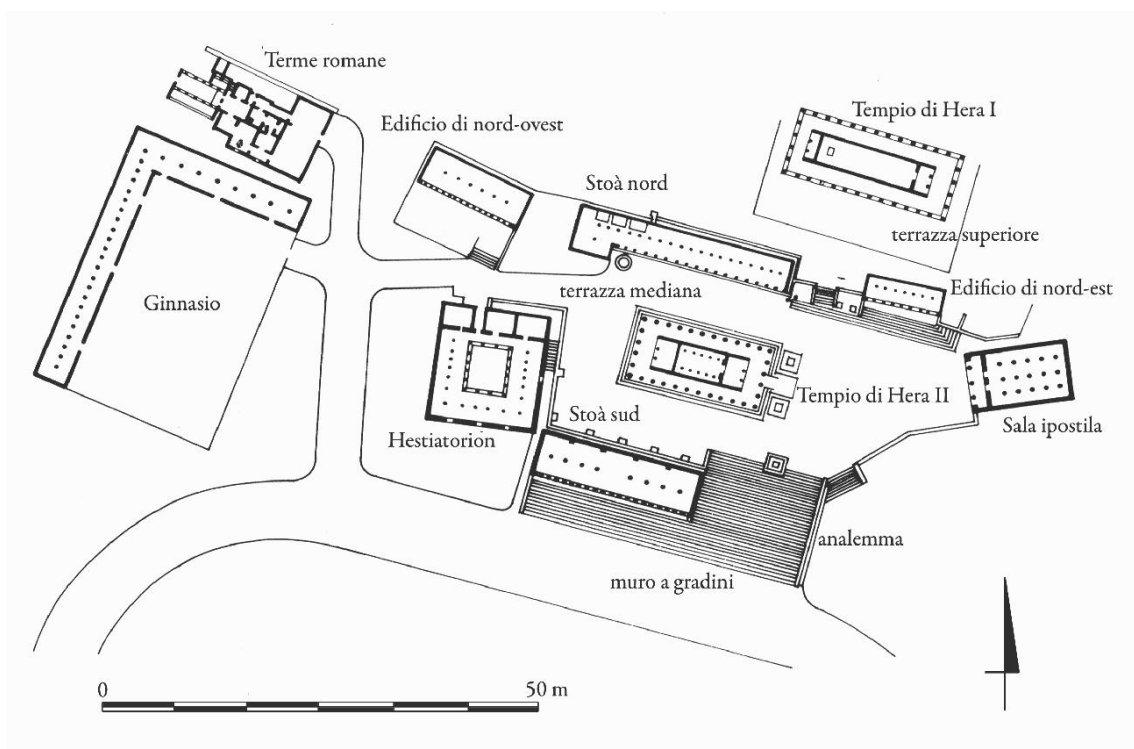 Terme romane
Tempio di Hera I
Edificio di nord-ovest
Stoà nord
terrazza superiore
Edificio di nord-est
terrazza mediana
Ginnasio
Tempio di Hera II
Stoà sud
Sala ipostila
Hestiatorion
analemma
muro a gradini
0
50 m